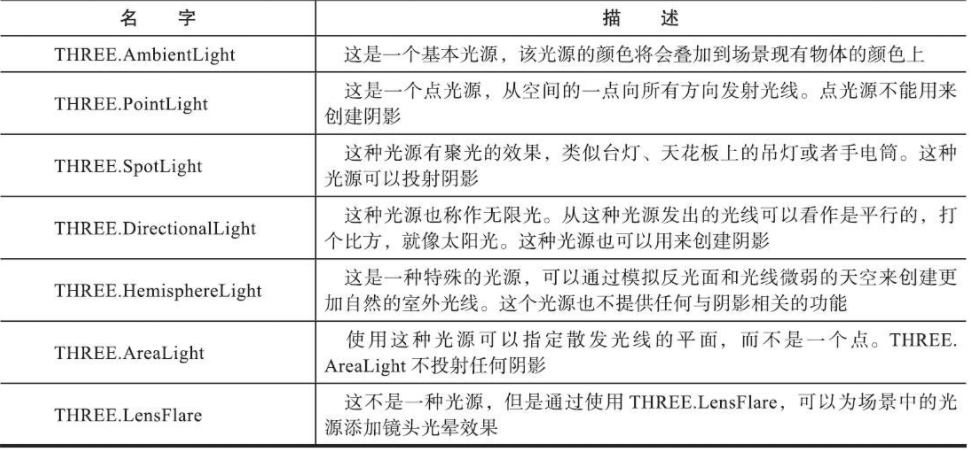 名 字 描 述
THREE.AmbientLight 这是一个基本光源，该光源的颜色将会叠加到场景现有物体的颜色上
THREE.PointLight 这是一个点光源，从空间的一点向所有方向发射光线。点光源不能用来
创建阴影
THREE.SpotLight 这种光源有聚光的效果，类似台灯、天花板上的吊灯或者手电筒。这种
光源可以投射阴影
THREE.DirectionalLight 这种光源也称作无限光。从这种光源发出的光线可以看作是平行的，打
个比方，就像太阳光。这种光源也可以用来创建阴影
THREE.HemisphereLight 这是一种特殊的光源，可以通过模拟反光面和光线微弱的天空来创建更
加自然的室外光线。这个光源也不提供任何与阴影相关的功能
THREE.AreaLight 使用这种光源可以指定散发光线的平面，而不是一个点。THREE.
AreaLight 不投射任何阴影
THREE.LensFlare 这不是一种光源，但是通过使用 THREE.LensFlare，可以为场景中的光
源添加镜头光晕效果